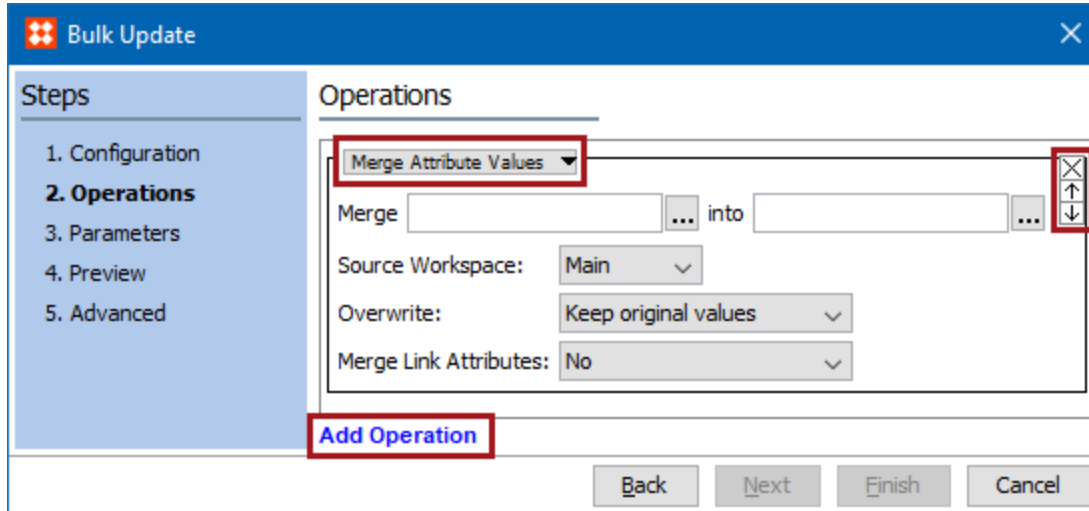 Bulk Update
Steps
1. Configuration
2. Operations
3. Parameters
4. Preview
5. Advanced
Operations
Merge Attribute Values
Merge ... into ...
Source Workspace: Main
Overwrite: Keep original values
Merge Link Attributes: No
Add Operation
Back Next Finish Cancel